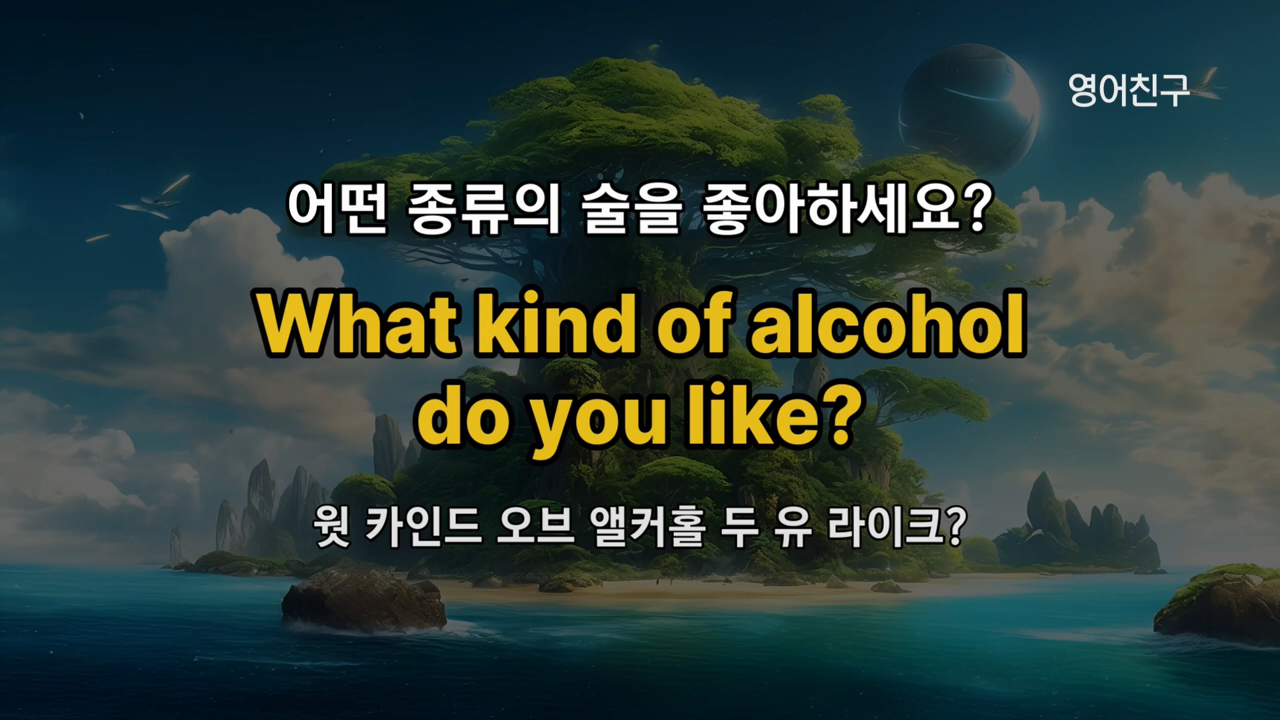 영어친구
어떤 종류의 술을 좋아하세요?
What kind of alcohol
do you like?
웟 카인드 오브 앨커홀 두 유 라이크?